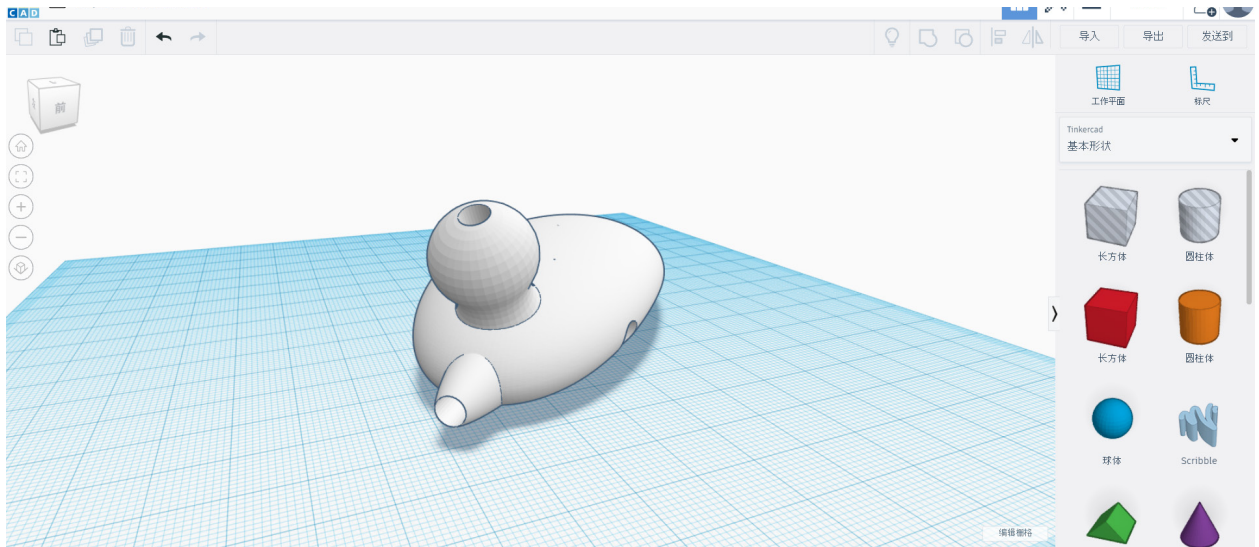 CAD
导入
导出
发送到
前
工作平面
标尺
Tinkercad
基本形状
长方体
圆柱体
长方体
圆柱体
球体
Scribble
编辑栅格